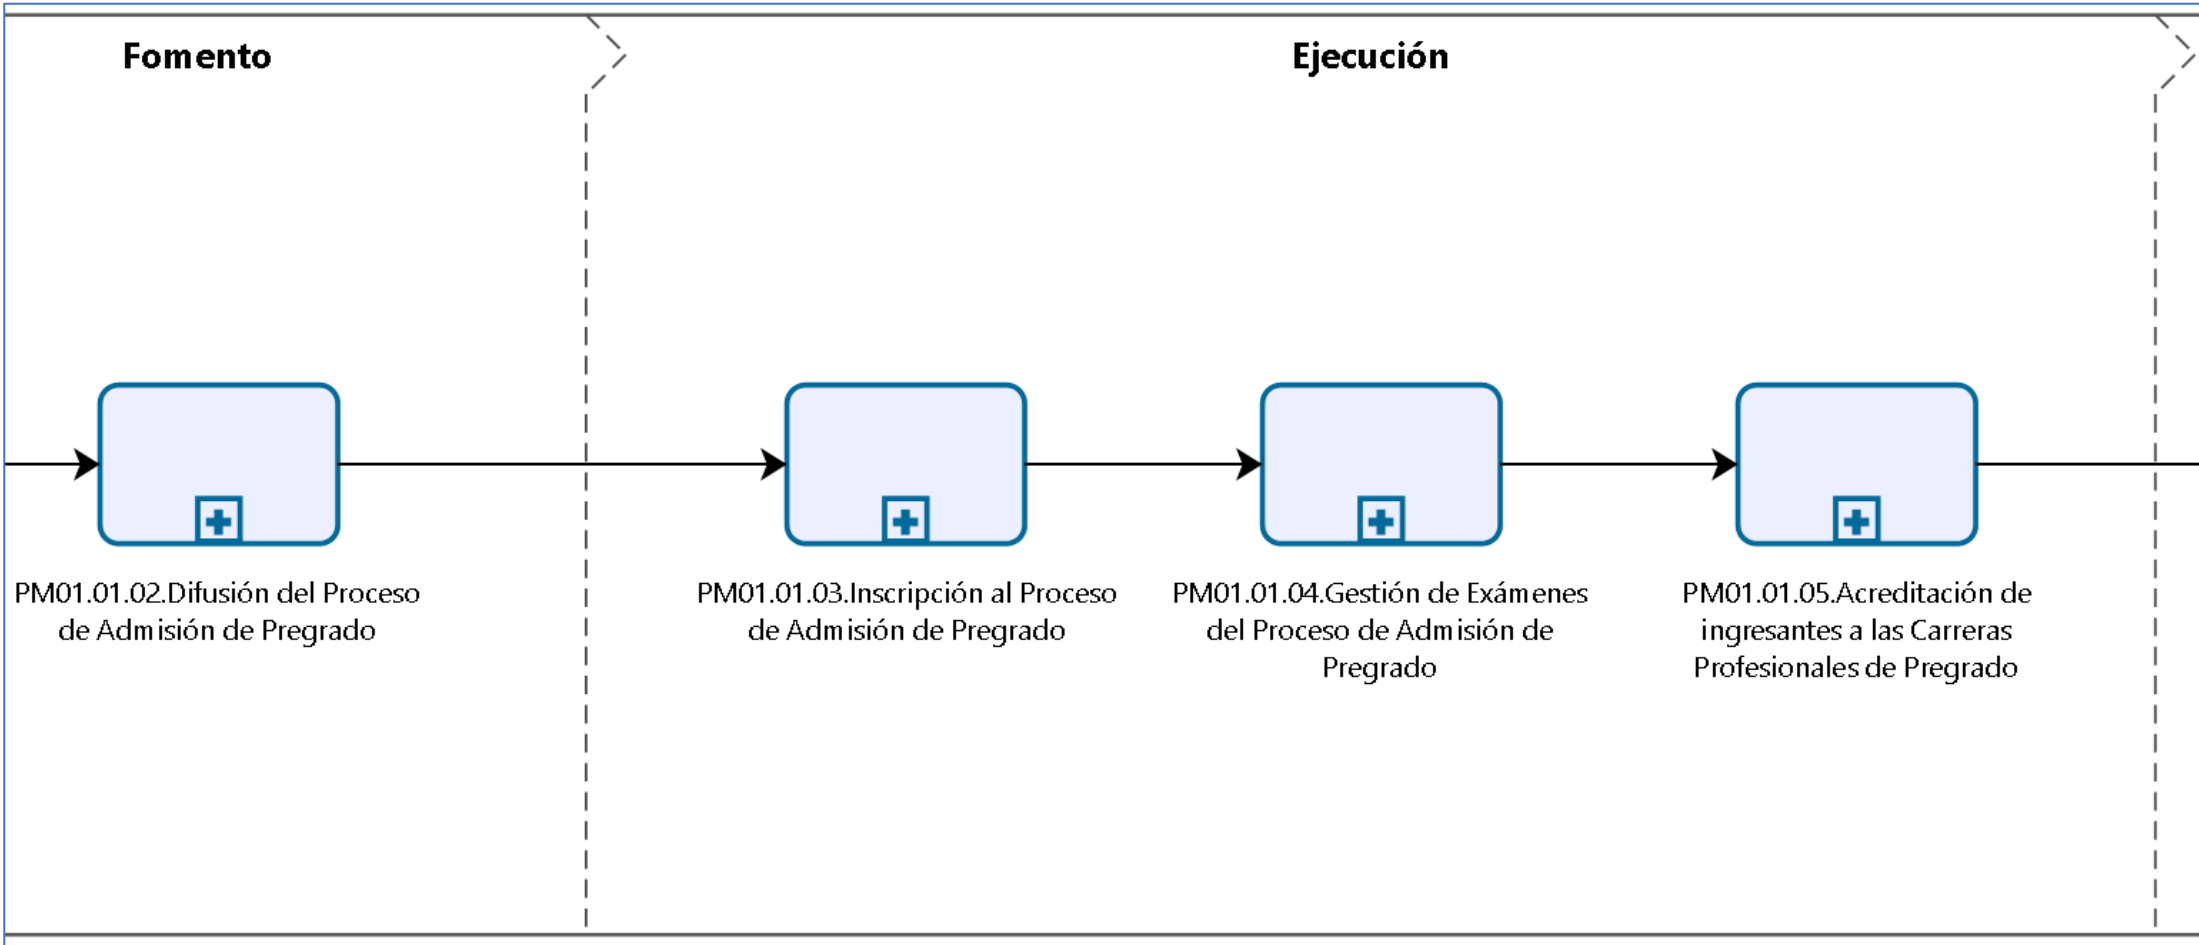 Fomento
Ejecución
PM01.01.02.Difusión del Proceso
de Admisión de Pregrado
PM01.01.03.Inscripción al Proceso
de Admisión de Pregrado
PM01.01.04.Gestión de Exámenes
del Proceso de Admisión de
Pregrado
PM01.01.05.Acreditación de
ingresantes a las Carreras
Profesionales de Pregrado